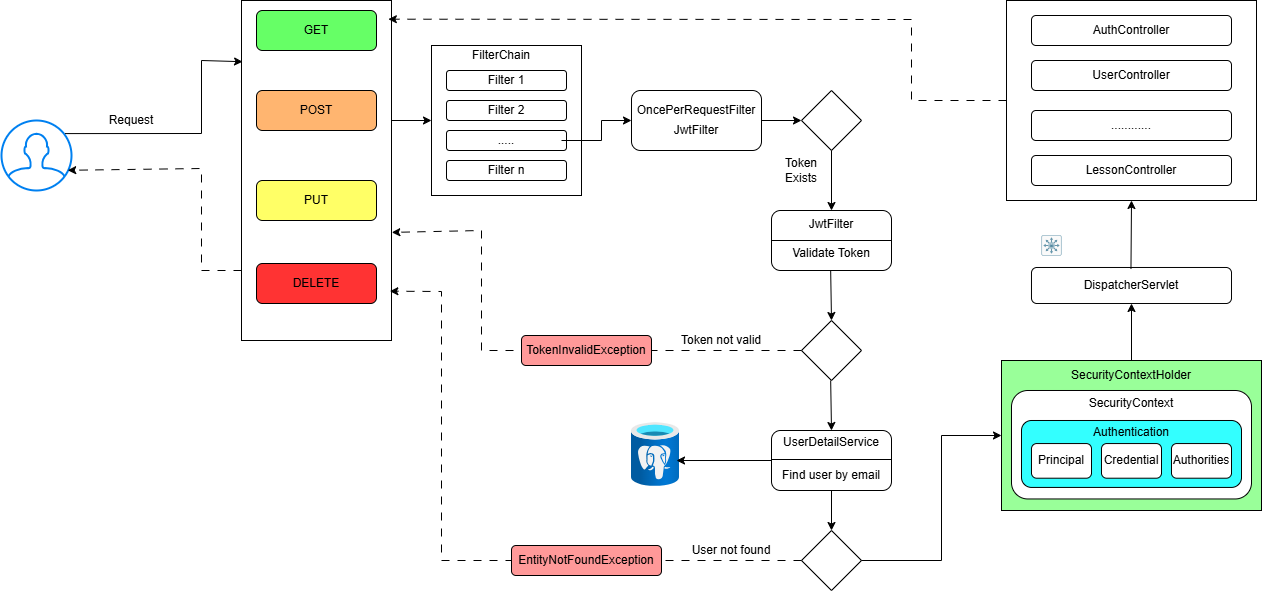 Request
GET
POST
PUT
DELETE
FilterChain
Filter 1
Filter 2
.....
Filter n
OncePerRequestFilter
JwtFilter
Token
Exists
JwtFilter
Validate Token
Token not valid
TokenInvalidException
UserDetailService
Find user by email
User not found
EntityNotFoundException
SecurityContextHolder
SecurityContext
Authentication
Principal
Credential
Authorities
DispatcherServlet
AuthController
UserController
............
LessonController